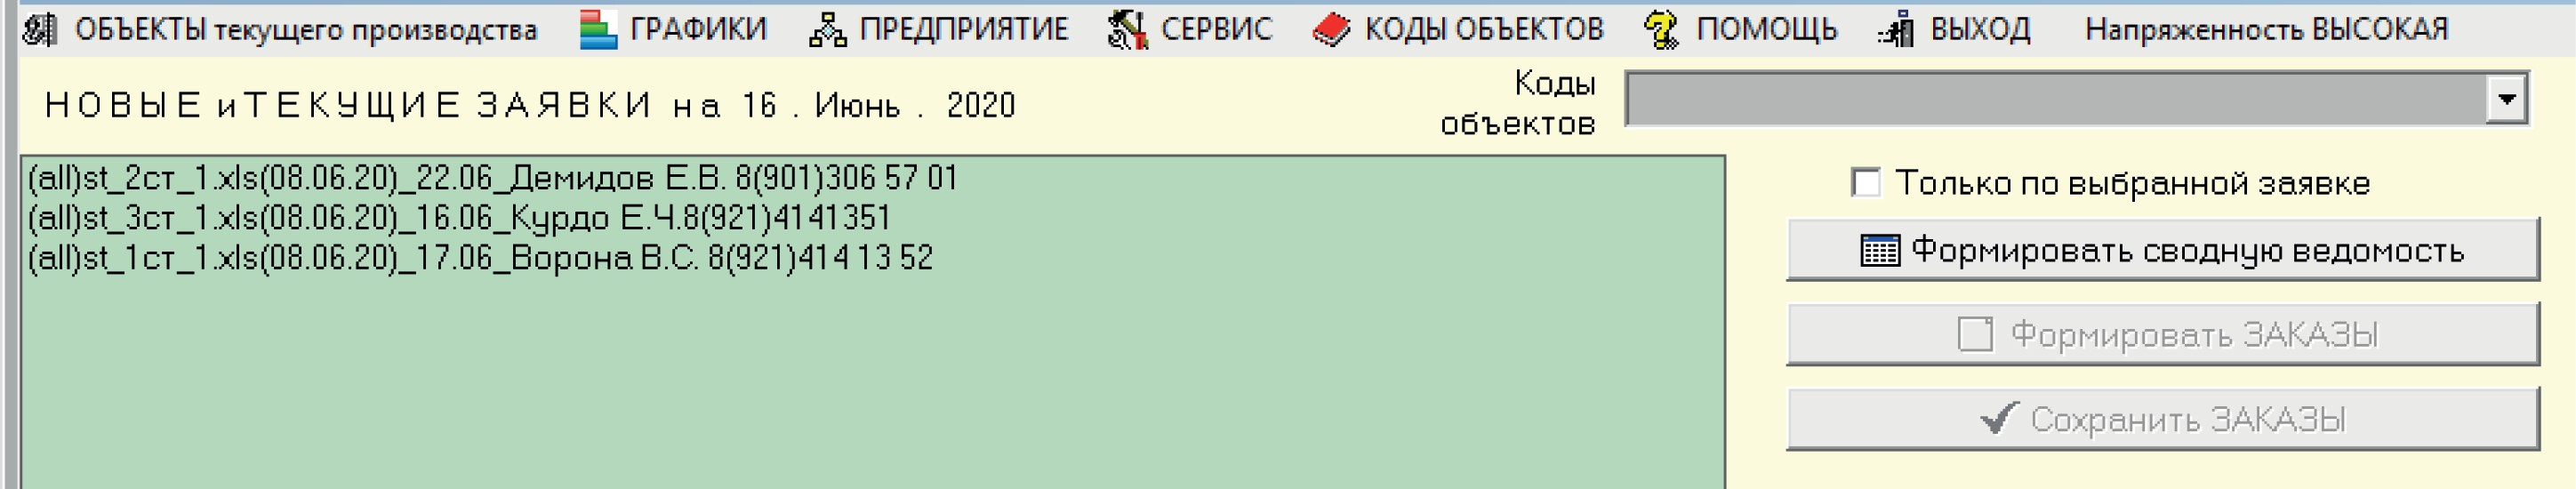 ОБЪЕКТЫ текущего производства ГРАФИКИ ПРЕДПРИЯТИЕ СЕРВИС КОДЫ ОБЪЕКТОВ ПОМОЩЬ ВЫХОД Напряженность ВЫСОКАЯ
НОВЫЕ и ТЕКУЩИЕ ЗАЯВКИ на 16 . Июнь . 2020
Коды
объектов
(all)st_2ст_1.xls(08.06.20)_22.06_Демидов Е.В. 8(901)306 57 01
(all)st_3ст_1.xls(08.06.20)_16.06_Курдо Е.Ч.8(921)4141351
(all)st_1ст_1.xls(08.06.20)_17.06_Ворона В.С. 8(921)414 13 52
Только по выбранной заявке
Формировать сводную ведомость
Формировать ЗАКАЗЫ
Сохранить ЗАКАЗЫ